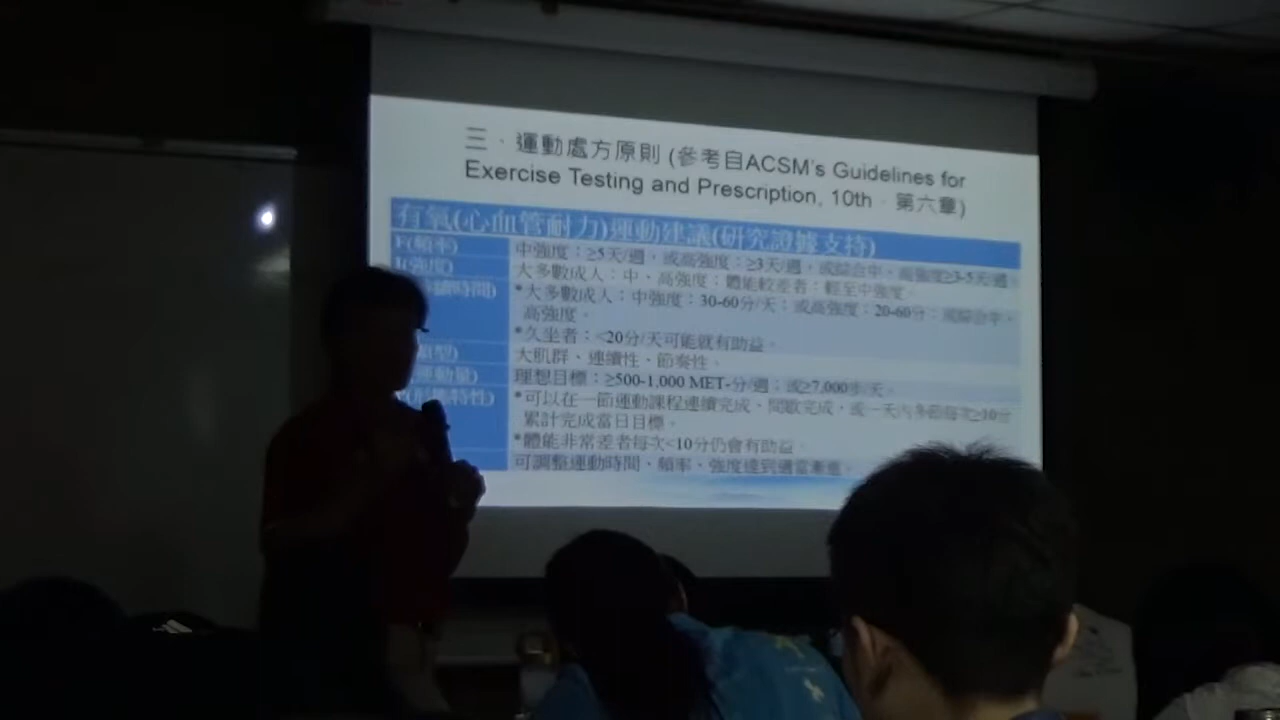 三、運動處方原則 (參考自ACSM's Guidelines for
Exercise Testing and Prescription, 10th，第六章)
有氧(心血管耐力)運動建議(研究證據支持)
F(頻率) 中強度：≥5天/週，或高強度：≥3天/週，或綜合中、高強度≥3-5天/週。
I(強度) 大多數成人：中、高強度；體能較差者：輕至中強度。
時間) *大多數成人：中強度：30-60分/天；或高強度：20-60分；或綜合中、
高強度。
*久坐者：<20分/天可能就有助益。
類型) 大肌群、連續性、節奏性。
運動量) 理想目標：≥500-1,000 MET-分/週；或≥7,000步/天。
特性) *可以在一節運動課程連續完成、間歇完成，或一天內多節每次≥10分
累計完成當日目標。
*體能非常差者每次<10分仍會有助益。
可調整運動時間、頻率、強度達到適當漸進。